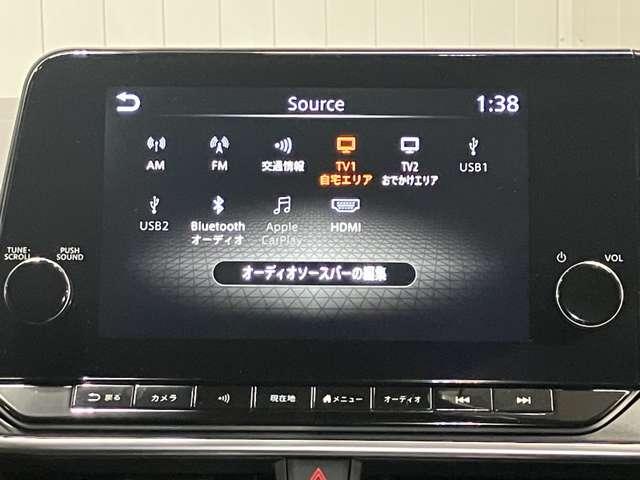 Source
1:38
AM
FM
交通情報
TV1
自宅エリア
TV2
おでかけエリア
USB1
USB2
Bluetooth
オーディオ
Apple
CarPlay
HDMI
オーディオソースバーの編集
TUNE·
SCROLL
PUSH
SOUND
VOL
戻る
カメラ
現在地
メニュー
オーディオ